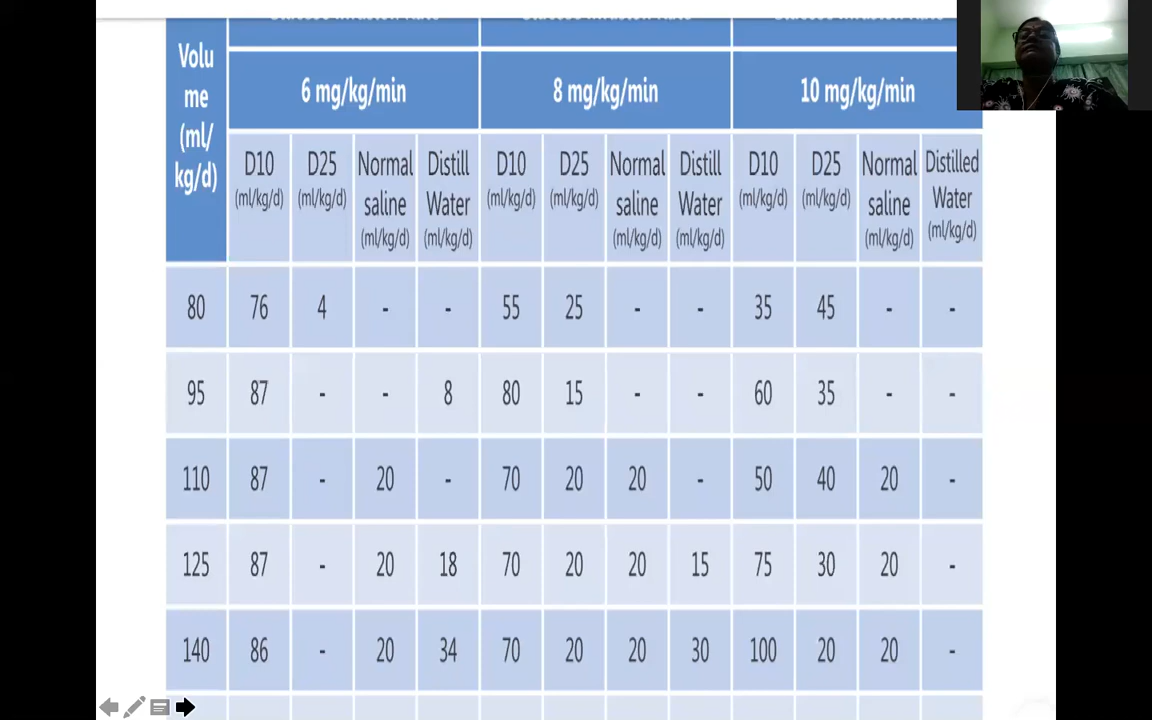 6 mg/kg/min 8 mg/kg/min 10 mg/kg/min
Volu
me
(ml/
kg/d)
D10 D25 Normal Distill D10 D25 Normal Distill D10 D25 Normal Distilled
(ml/kg/d) (ml/kg/d) saline Water (ml/kg/d) (ml/kg/d) saline Water (ml/kg/d) (ml/kg/d) saline Water
(ml/kg/d) (ml/kg/d) (ml/kg/d) (ml/kg/d) (ml/kg/d) (ml/kg/d)
80 76 4 - - 55 25 - - 35 45 - -
95 87 - - 8 80 15 - - 60 35 - -
110 87 - 20 - 70 20 20 - 50 40 20 -
125 87 - 20 18 70 20 20 15 75 30 20 -
140 86 - 20 34 70 20 20 30 100 20 20 -